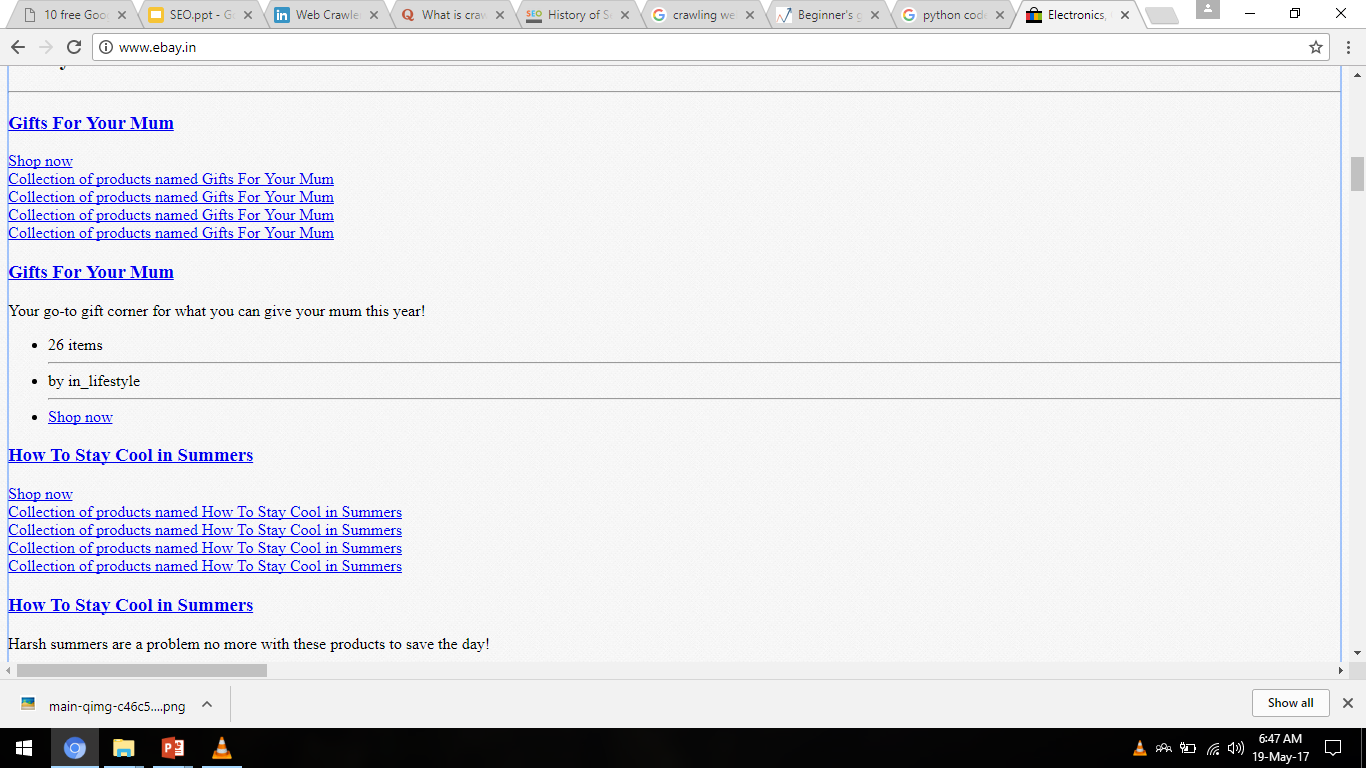 10 free Goo
SEO.ppt - G
Web Crawle
What is craw
History of S
crawling we
Beginner's g
python codi
Electronics,
www.ebay.in
Gifts For Your Mum
Shop now
Collection of products named Gifts For Your Mum
Collection of products named Gifts For Your Mum
Collection of products named Gifts For Your Mum
Collection of products named Gifts For Your Mum
Gifts For Your Mum
Your go-to gift corner for what you can give your mum this year!
26 items
by in_lifestyle
Shop now
How To Stay Cool in Summers
Shop now
Collection of products named How To Stay Cool in Summers
Collection of products named How To Stay Cool in Summers
Collection of products named How To Stay Cool in Summers
Collection of products named How To Stay Cool in Summers
How To Stay Cool in Summers
Harsh summers are a problem no more with these products to save the day!
main-qimg-c46c5....png
Show all
6:47 AM
19-May-17